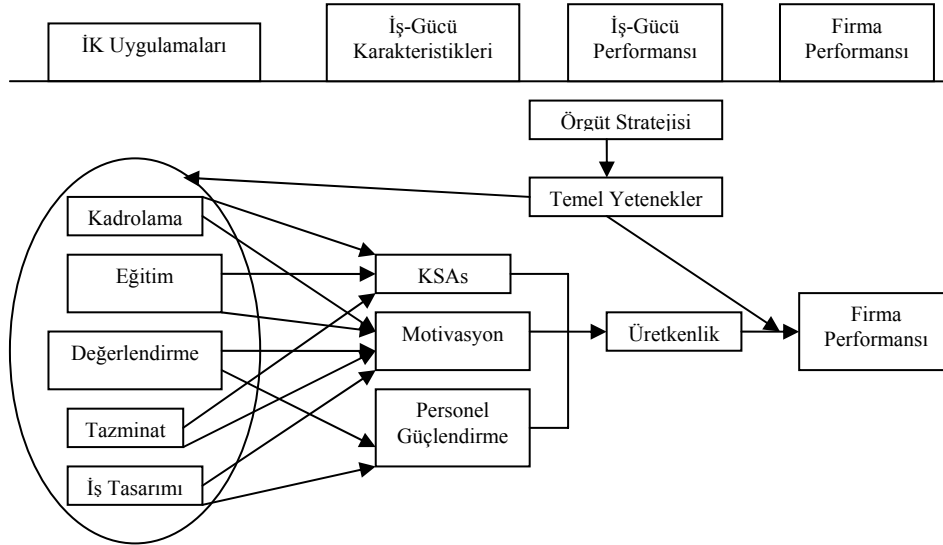 İK Uygulamaları
İş-Gücü
Karakteristikleri
İş-Gücü
Performansı
Firma
Performansı
Örgüt Stratejisi
Temel Yetenekler
Kadrolama
Eğitim
Değerlendirme
Tazminat
İş Tasarımı
KSAs
Motivasyon
Personel
Güçlendirme
Üretkenlik
Firma
Performansı